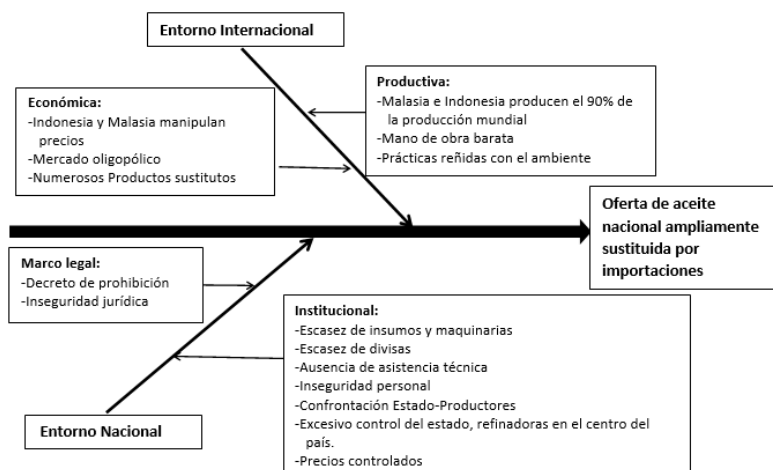 Entorno Internacional
Económica:
-Indonesia y Malasia manipulan
precios
-Mercado oligopólico
-Numerosos Productos sustitutos
Productiva:
-Malasia e Indonesia producen el 90% de
la producción mundial
-Mano de obra barata
-Prácticas reñidas con el ambiente
Oferta de aceite
nacional ampliamente
sustituida por
importaciones
Marco legal:
-Decreto de prohibición
-Inseguridad jurídica
Institucional:
-Escasez de insumos y maquinarias
-Escasez de divisas
-Ausencia de asistencia técnica
-Inseguridad personal
-Confrontación Estado-Productores
-Excesivo control del estado, refinadoras en el centro del
país.
-Precios controlados
Entorno Nacional